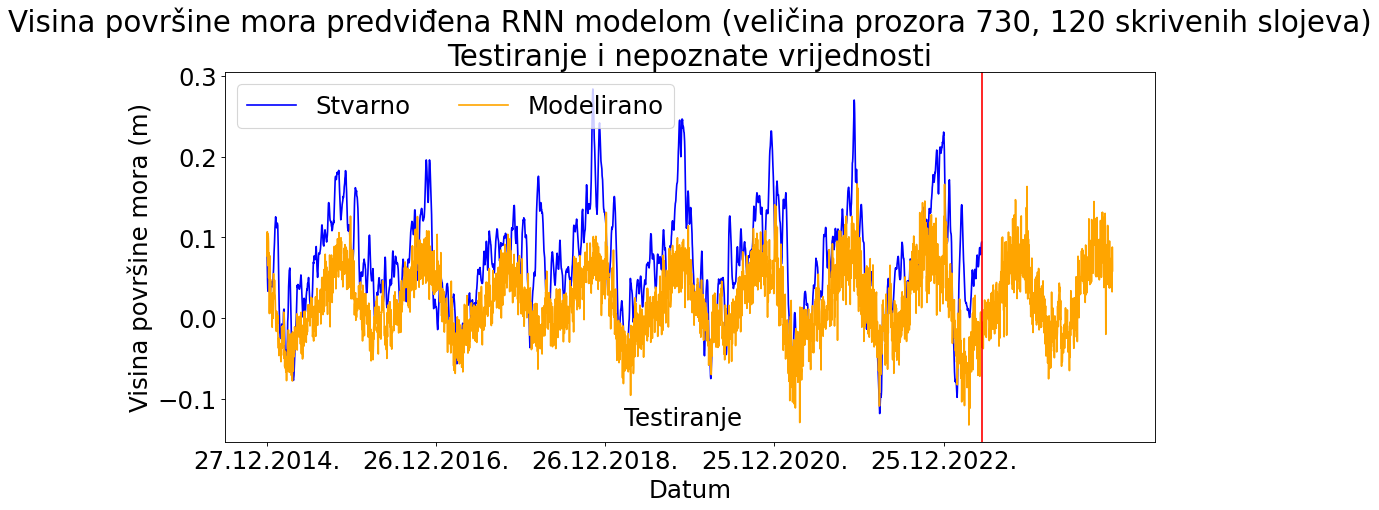 Visina površine mora predviđena RNN modelom (veličina prozora 730, 120 skrivenih slojeva)
Testiranje i nepoznate vrijednosti
Stvarno
Modelirano
Visina površine mora (m)
0.3
0.2
0.1
0.0
−0.1
Testiranje
27.12.2014.
26.12.2016.
26.12.2018.
25.12.2020.
25.12.2022.
Datum